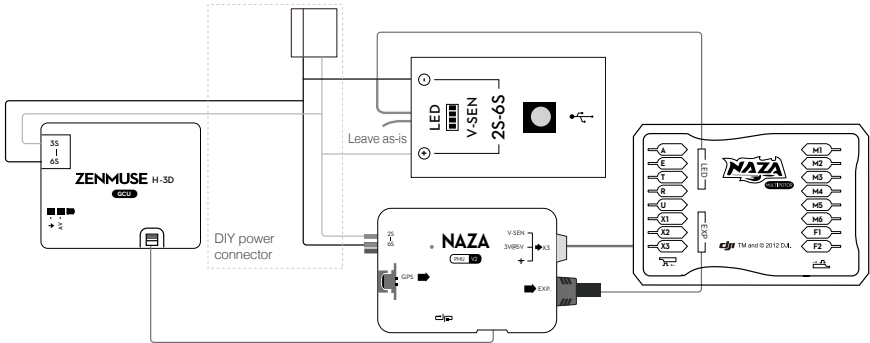 3S
6S
ZENMUSE H-3D
GCU
AY
DIY power
connector
Leave as-is
LED
V-SEN
2S-6S
2S
6S
NAZA
PMU V2
GPS
V-SEN
3V@5V
X3
EXP.
A
E
T
R
U
X1
X2
X3
LED
EXP
NAZA
MULTI-ROTOR
dji TM and © 2012 DJI.
M1
M2
M3
M4
M5
M6
F1
F2